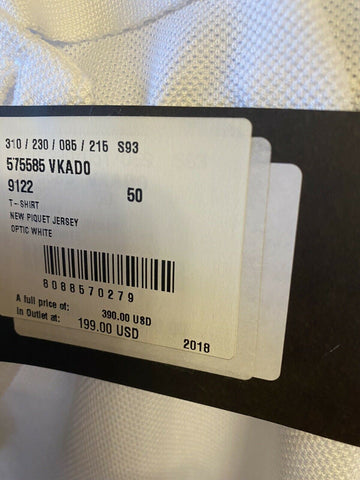 310 / 230 / 085 / 215 S93
575585 VKADO
9122 50
T-SHIRT
NEW PIQUET JERSEY
OPTIC WHITE
8088570279
A full price of: 390.00 USD
In Outlet at: 199.00 USD
2018